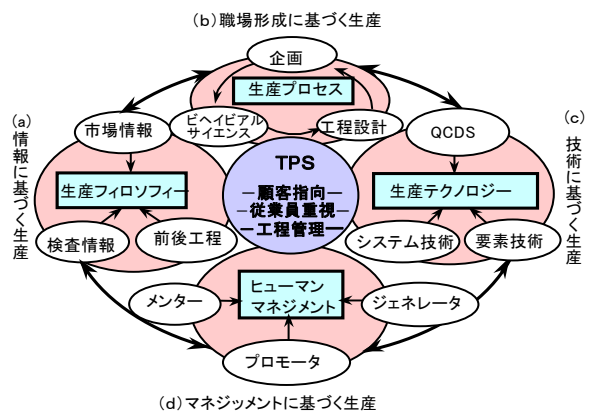 (b)職場形成に基づく生産
企画
生産プロセス
ビヘイビアル
サイエンス
工程設計
(a)
情報に基づく生産
市場情報
生産フィロソフィー
検査情報
前後工程
TPS
―顧客指向―
―従業員重視―
―工程管理―
(c)
技術に基づく生産
QCDS
生産テクノロジー
システム技術
要素技術
メンター
ヒューマン
マネジメント
ジェネレータ
プロモータ
(d)マネジッメントに基づく生産